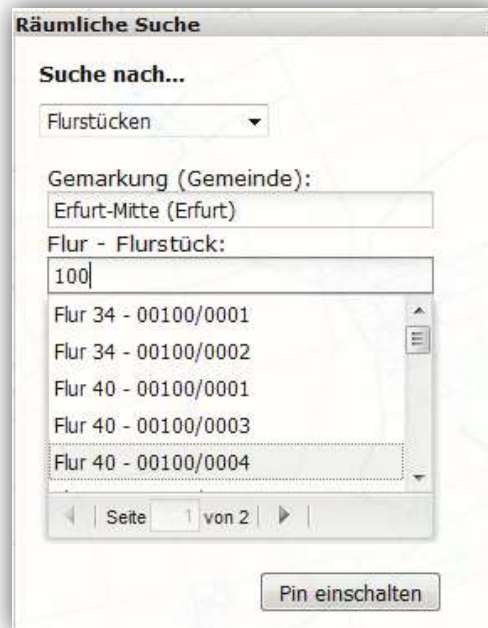 Räumliche Suche
Suche nach...
Flurstücken
Gemarkung (Gemeinde):
Erfurt-Mitte (Erfurt)
Flur - Flurstück:
100
Flur 34 - 00100/0001
Flur 34 - 00100/0002
Flur 40 - 00100/0001
Flur 40 - 00100/0003
Flur 40 - 00100/0004
Seite 1 von 2
Pin einschalten